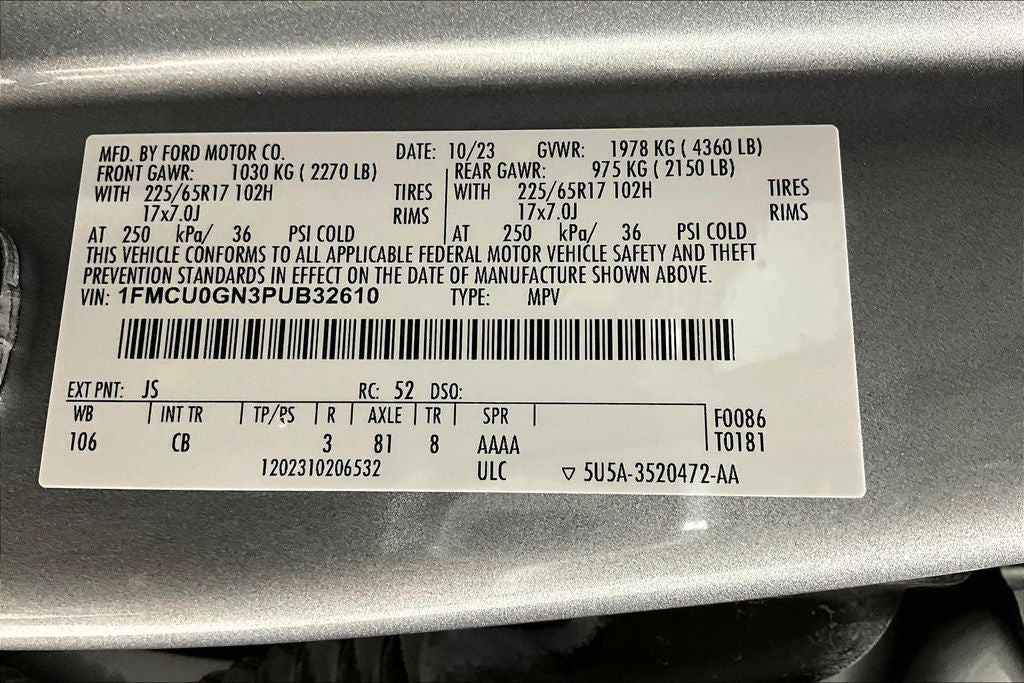 MFD. BY FORD MOTOR CO. DATE: 10/23 GVWR: 1978 KG ( 4360 LB)
FRONT GAWR: 1030 KG ( 2270 LB) REAR GAWR: 975 KG ( 2150 LB)
WITH 225/65R17 102H TIRES WITH 225/65R17 102H TIRES
17x7.0J RIMS 17x7.0J RIMS
AT 250 kPa/ 36 PSI COLD AT 250 kPa/ 36 PSI COLD
THIS VEHICLE CONFORMS TO ALL APPLICABLE FEDERAL MOTOR VEHICLE SAFETY AND THEFT
PREVENTION STANDARDS IN EFFECT ON THE DATE OF MANUFACTURE SHOWN ABOVE.
VIN: 1FMCU0GN3PUB32610 TYPE: MPV
EXT PNT: JS RC: 52 DSO:
WB INT TR TP/PS R AXLE TR SPR F0086
106 CB 3 81 8 AAAA T0181
1202310206532 ULC ▽ 5U5A-3520472-AA